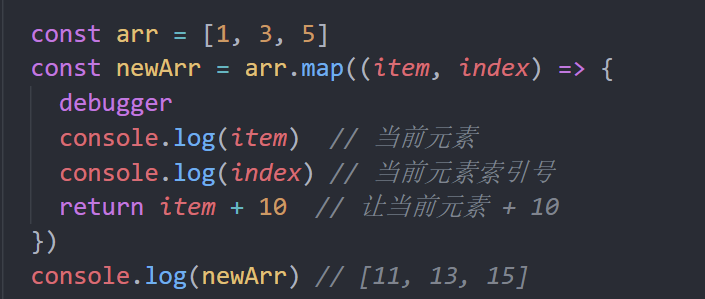 const arr = [1, 3, 5]
const newArr = arr.map((item, index) => {
  debugger
  console.log(item)  // 当前元素
  console.log(index) // 当前元素索引号
  return item + 10  // 让当前元素 + 10
})
console.log(newArr) // [11, 13, 15]